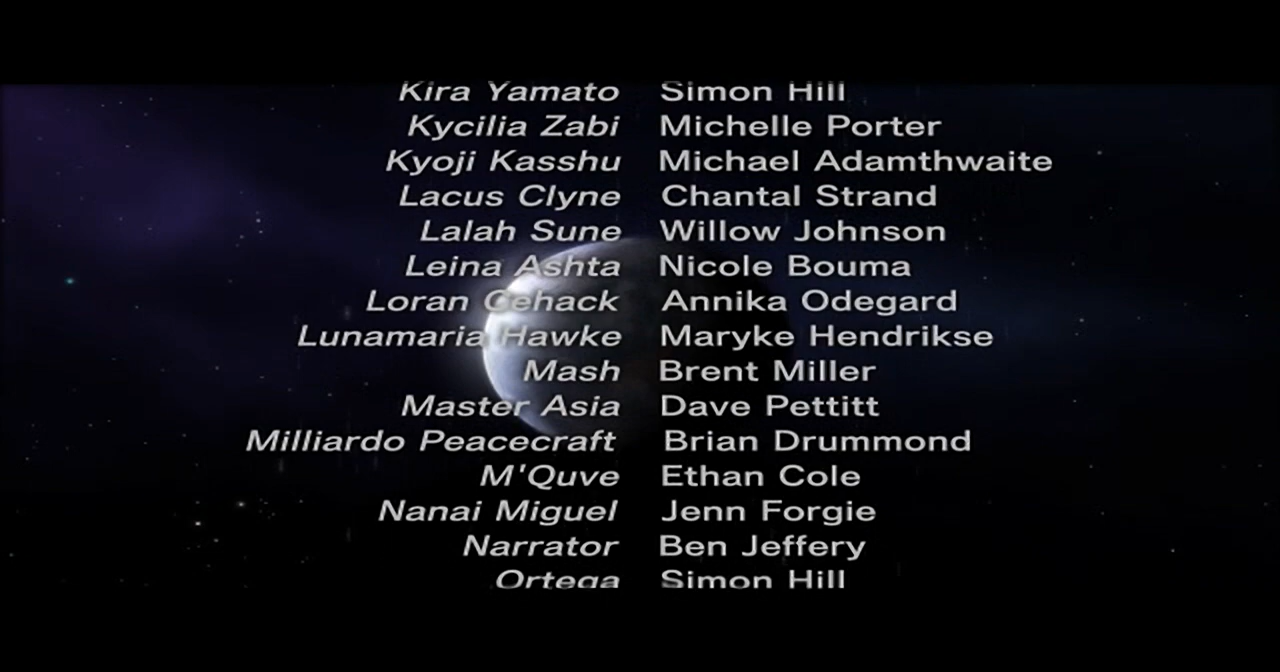 Kira Yamato Simon Hill
Kycilia Zabi Michelle Porter
Kyoji Kasshu Michael Adamthwaite
Lacus Clyne Chantal Strand
Lalah Sune Willow Johnson
Leina Ashta Nicole Bouma
Loran Cehack Annika Odegard
Lunamaria Hawke Maryke Hendrikse
Mash Brent Miller
Master Asia Dave Pettitt
Milliardo Peacecraft Brian Drummond
M'Quve Ethan Cole
Nanai Miguel Jenn Forgie
Narrator Ben Jeffery
Ortega Simon Hill